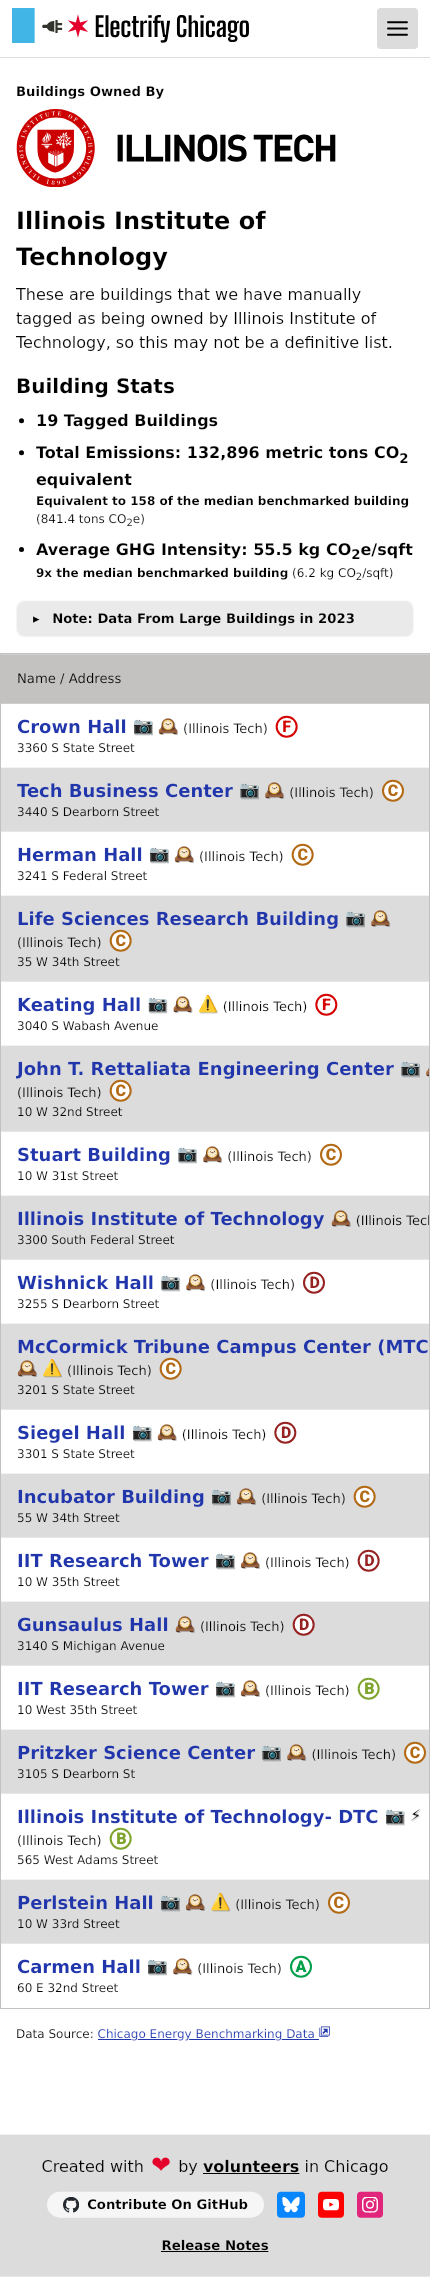 Electrify Chicago
Buildings Owned By
ILLINOIS INSTITUTE OF TECHNOLOGY 1890
ILLINOIS TECH
Illinois Institute of
Technology
These are buildings that we have manually
tagged as being owned by Illinois Institute of
Technology, so this may not be a definitive list.
Building Stats
• 19 Tagged Buildings
• Total Emissions: 132,896 metric tons CO2
equivalent
Equivalent to 158 of the median benchmarked building
(841.4 tons CO2e)
• Average GHG Intensity: 55.5 kg CO2e/sqft
9x the median benchmarked building (6.2 kg CO2/sqft)
▸ Note: Data From Large Buildings in 2023
Name / Address
Crown Hall 📷 🕰️ (Illinois Tech) F
3360 S State Street
Tech Business Center 📷 🕰️ (Illinois Tech) C
3440 S Dearborn Street
Herman Hall 📷 🕰️ (Illinois Tech) C
3241 S Federal Street
Life Sciences Research Building 📷 🕰️
(Illinois Tech) C
35 W 34th Street
Keating Hall 📷 🕰️ ⚠️ (Illinois Tech) F
3040 S Wabash Avenue
John T. Rettaliata Engineering Center 📷
(Illinois Tech) C
10 W 32nd Street
Stuart Building 📷 🕰️ (Illinois Tech) C
10 W 31st Street
Illinois Institute of Technology 🕰️ (Illinois Tec
3300 South Federal Street
Wishnick Hall 📷 🕰️ (Illinois Tech) D
3255 S Dearborn Street
McCormick Tribune Campus Center (MTC
🕰️ ⚠️ (Illinois Tech) C
3201 S State Street
Siegel Hall 📷 🕰️ (Illinois Tech) D
3301 S State Street
Incubator Building 📷 🕰️ (Illinois Tech) C
55 W 34th Street
IIT Research Tower 📷 🕰️ (Illinois Tech) D
10 W 35th Street
Gunsaulus Hall 🕰️ (Illinois Tech) D
3140 S Michigan Avenue
IIT Research Tower 📷 🕰️ (Illinois Tech) B
10 West 35th Street
Pritzker Science Center 📷 🕰️ (Illinois Tech) C
3105 S Dearborn St
Illinois Institute of Technology- DTC 📷 ⚡
(Illinois Tech) B
565 West Adams Street
Perlstein Hall 📷 🕰️ ⚠️ (Illinois Tech) C
10 W 33rd Street
Carmen Hall 📷 🕰️ (Illinois Tech) A
60 E 32nd Street
Data Source: Chicago Energy Benchmarking Data
Created with ❤ by volunteers in Chicago
Contribute On GitHub
Release Notes